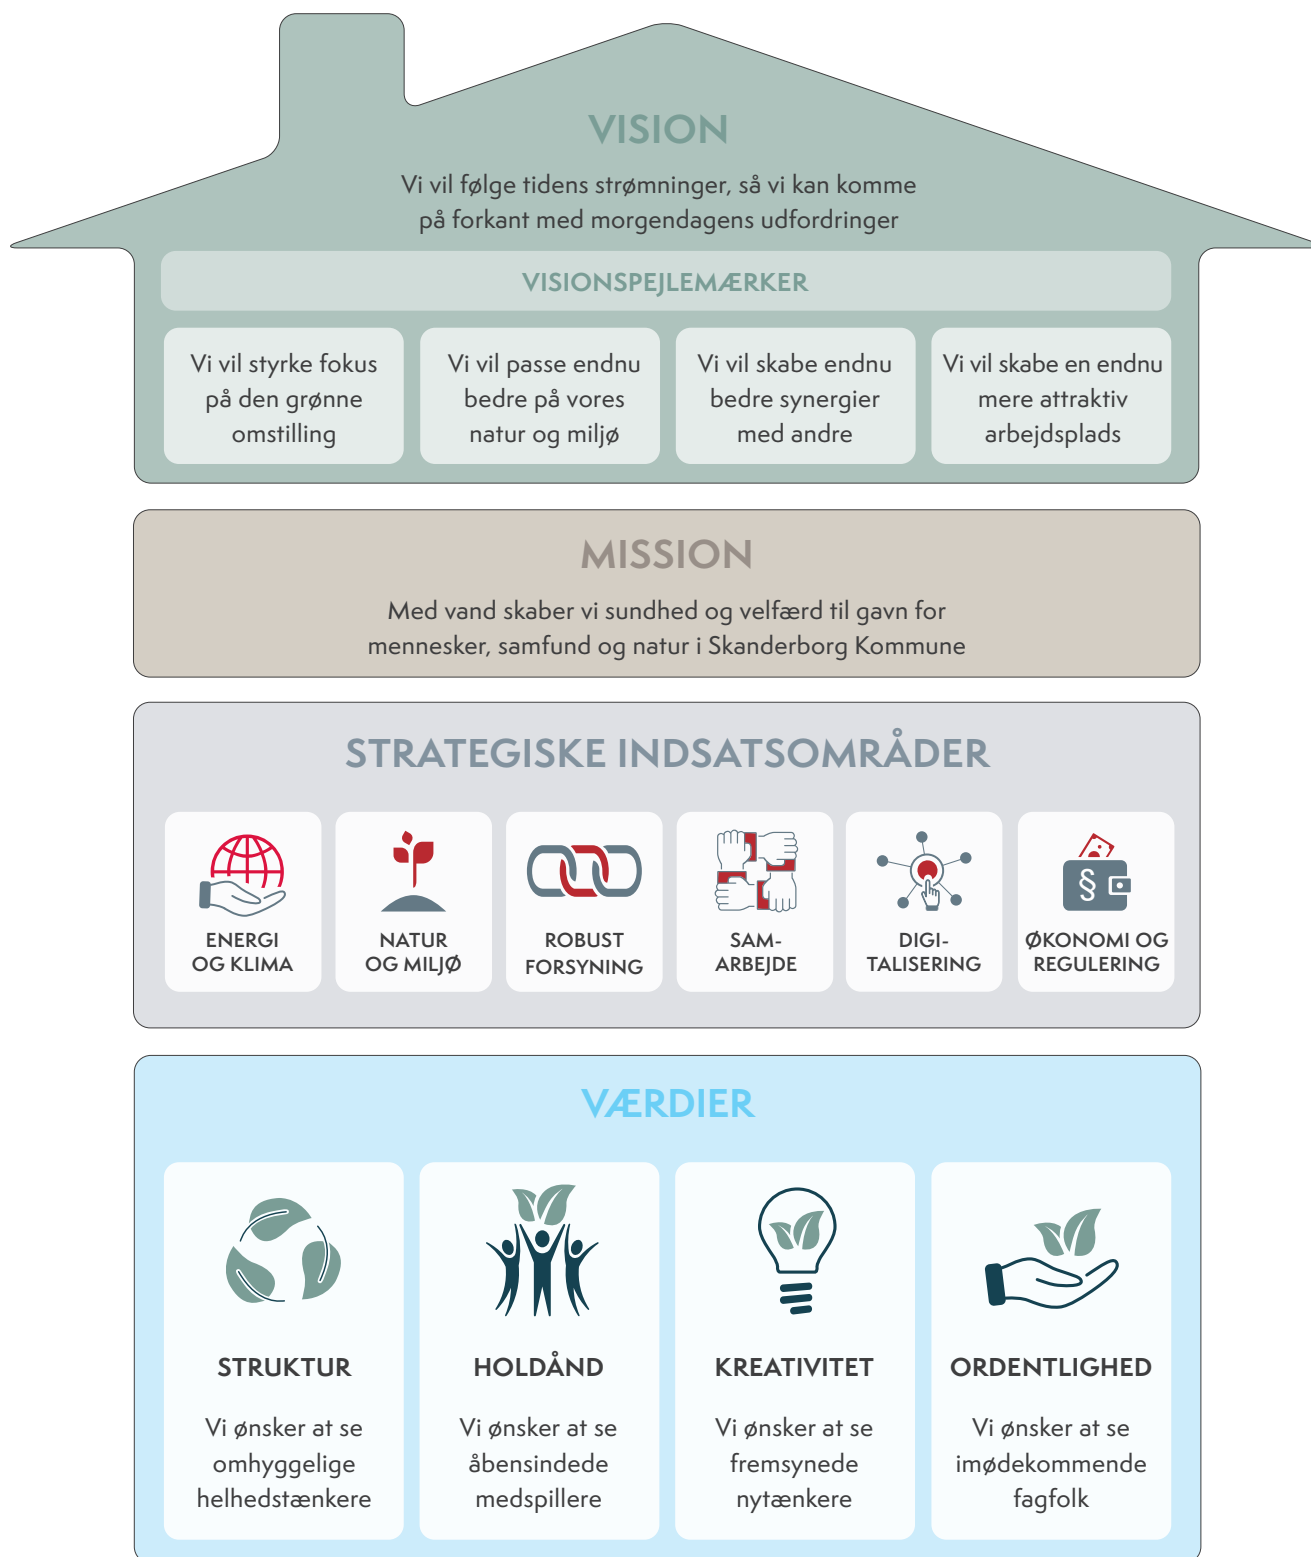 VISION
Vi vil følge tidens strømninger, så vi kan komme
på forkant med morgendagens udfordringer
VISIONSPEJLEMÆRKER
Vi vil styrke fokus
på den grønne
omstilling
Vi vil passe endnu
bedre på vores
natur og miljø
Vi vil skabe endnu
bedre synergier
med andre
Vi vil skabe en endnu
mere attraktiv
arbejdsplads
MISSION
Med vand skaber vi sundhed og velfærd til gavn for
mennesker, samfund og natur i Skanderborg Kommune
STRATEGISKE INDSATSOMRÅDER
ENERGI
OG KLIMA
NATUR
OG MILJØ
ROBUST
FORSYNING
SAM-
ARBEJDE
DIGI-
TALISERING
§
ØKONOMI OG
REGULERING
VÆRDIER
STRUKTUR
Vi ønsker at se
omhyggelige
helhedstænkere
HOLDÅND
Vi ønsker at se
åbensindede
medspillere
KREATIVITET
Vi ønsker at se
fremsynede
nytænkere
ORDENTLIGHED
Vi ønsker at se
imødekommende
fagfolk